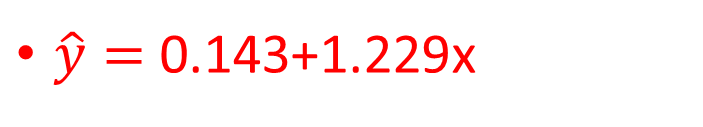 • ŷ = 0.143+1.229x